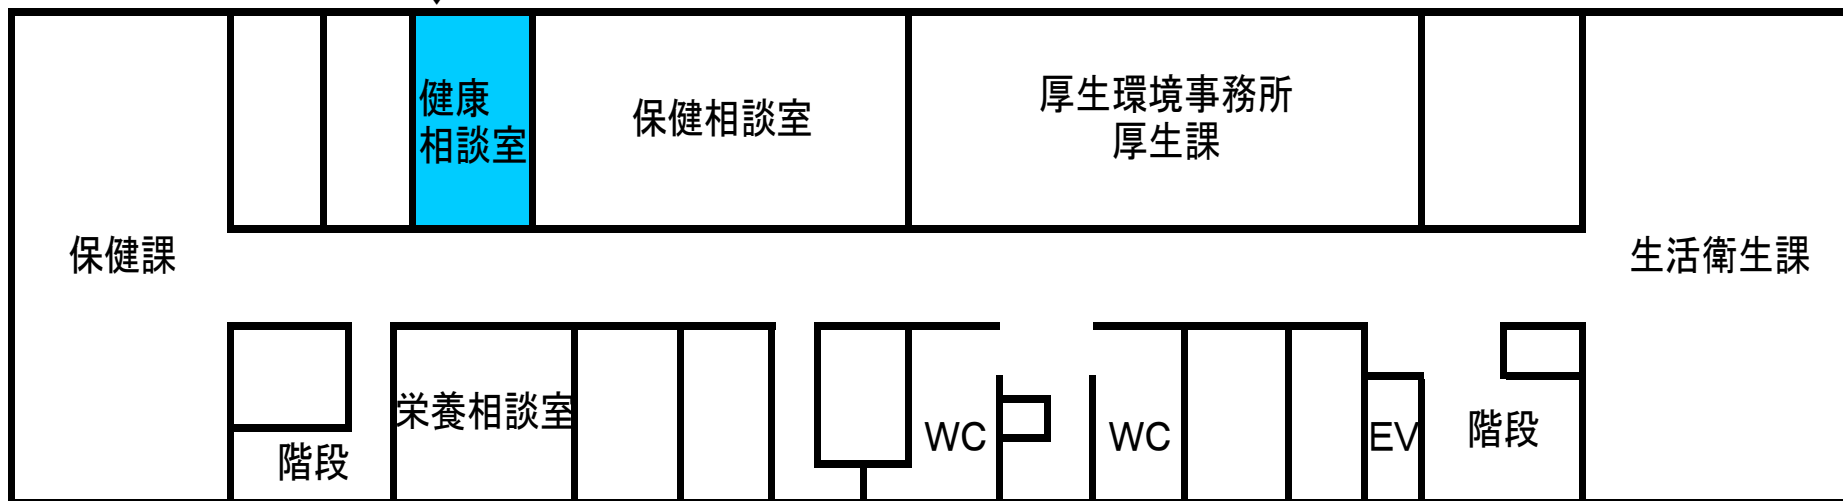 健康
相談室
保健相談室
厚生環境事務所
厚生課
保健課
生活衛生課
栄養相談室
階段
WC
WC
EV
階段